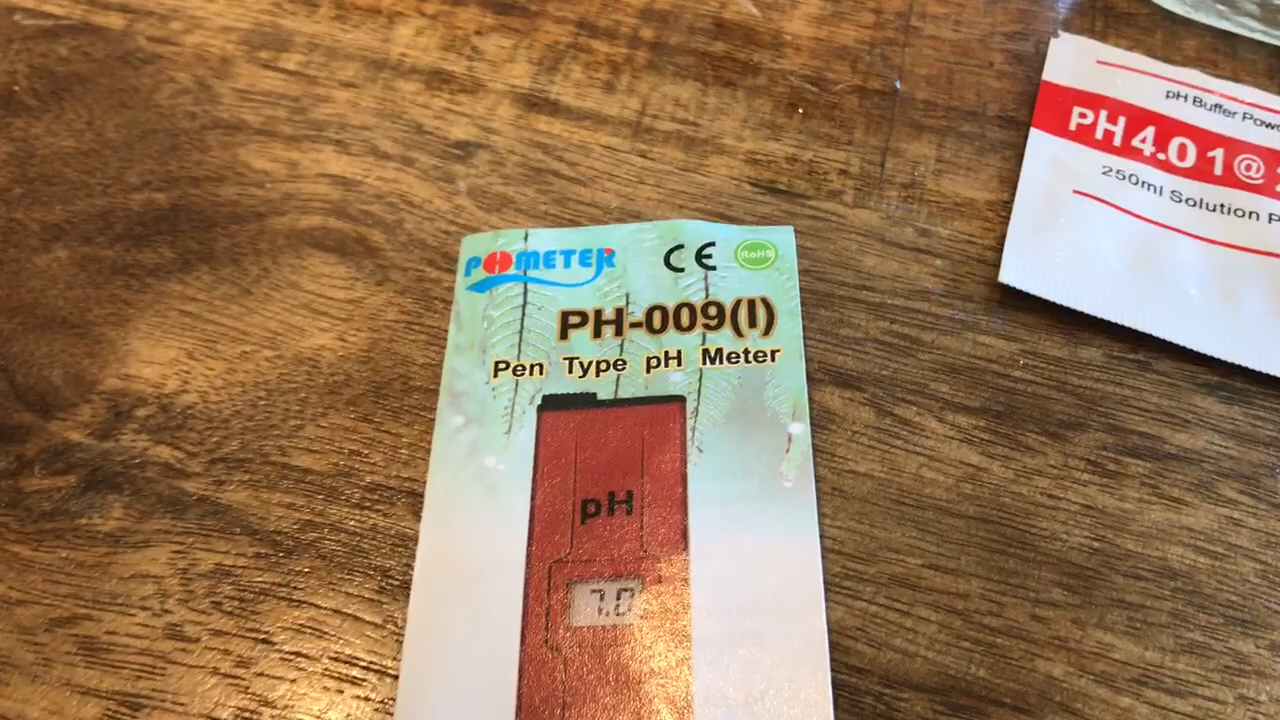 POMETER CE RoHS
PH-009(I)
Pen Type pH Meter
pH
7.0
pH Buffer
PH 4.01@
250ml Solution